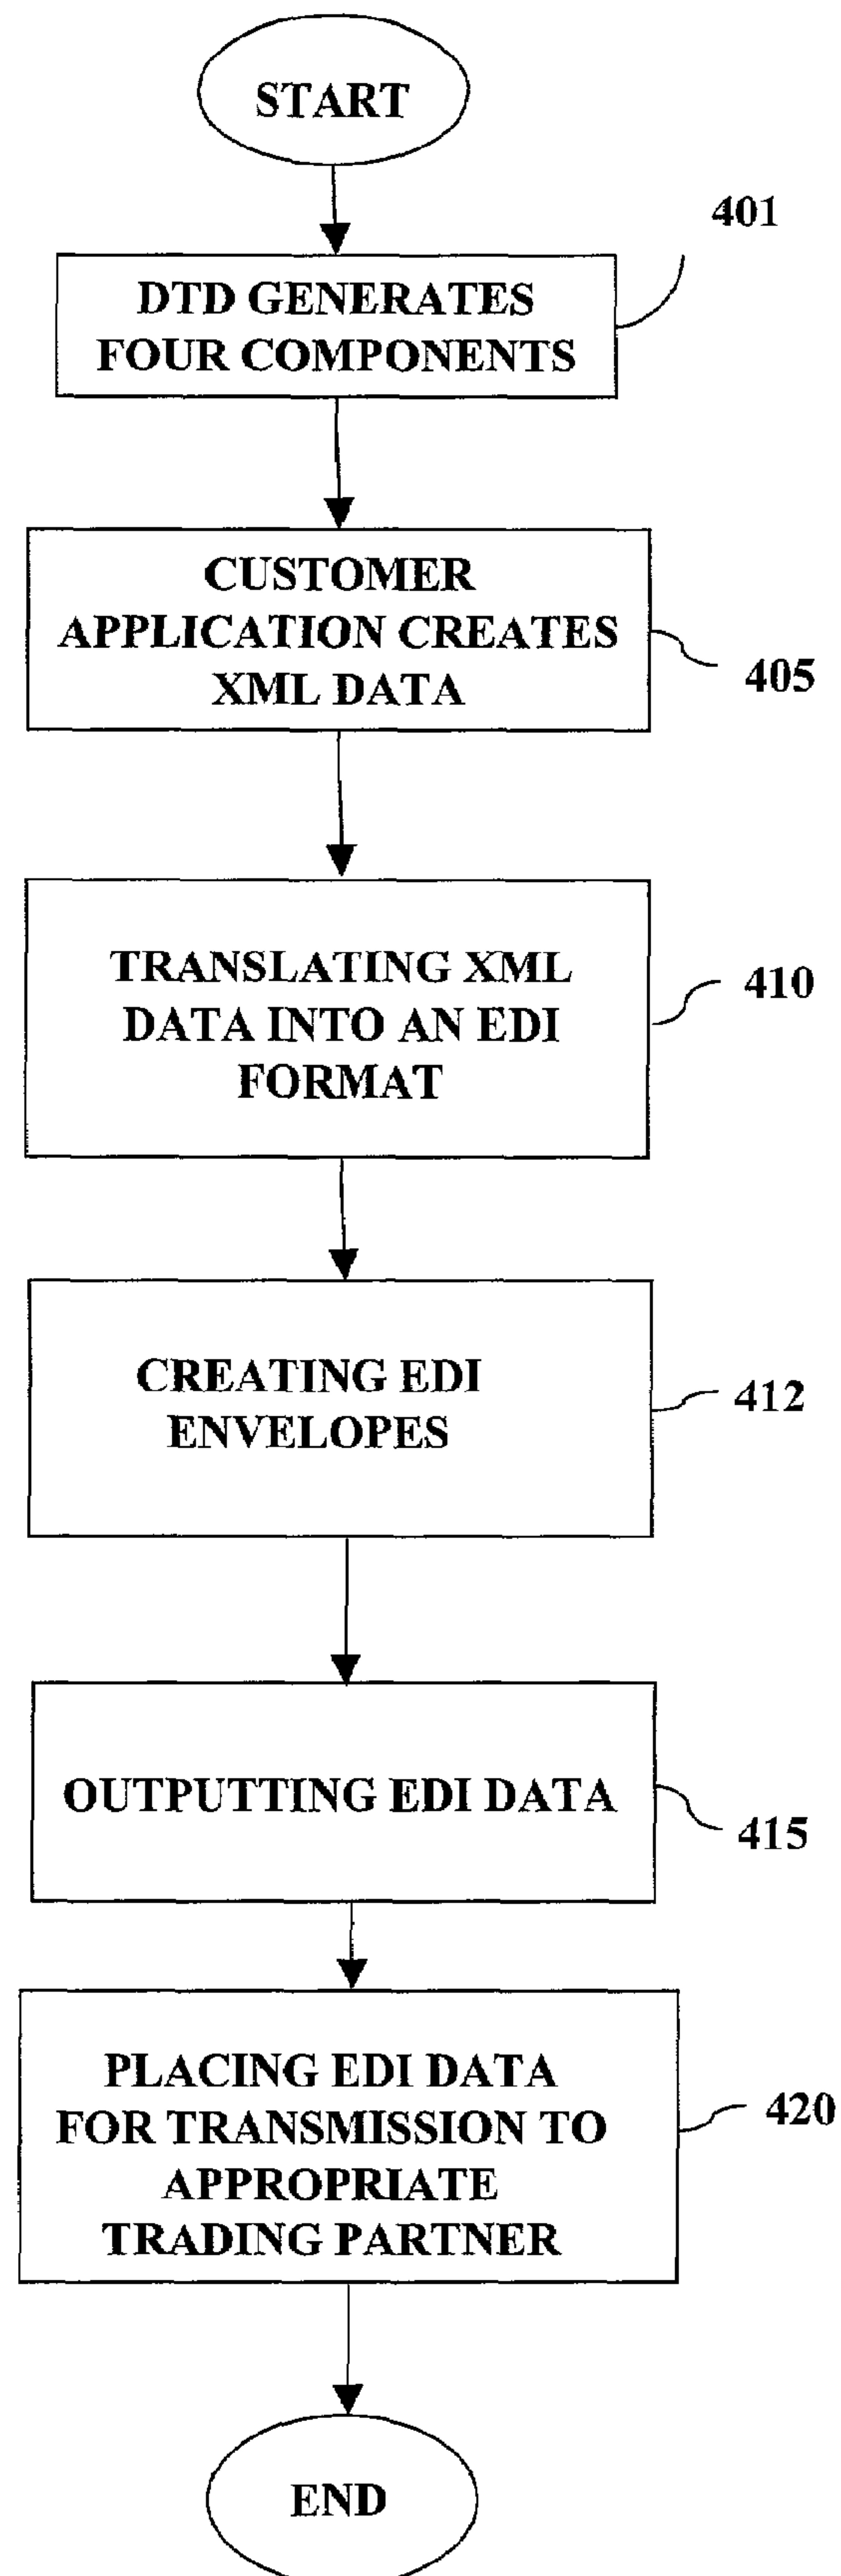 START
401
DTD GENERATES
FOUR COMPONENTS
CUSTOMER
APPLICATION CREATES
XML DATA
405
TRANSLATING XML
DATA INTO AN EDI
FORMAT
410
CREATING EDI
ENVELOPES
412
OUTPUTTING EDI DATA
415
PLACING EDI DATA
FOR TRANSMISSION TO
APPROPRIATE
TRADING PARTNER
420
END